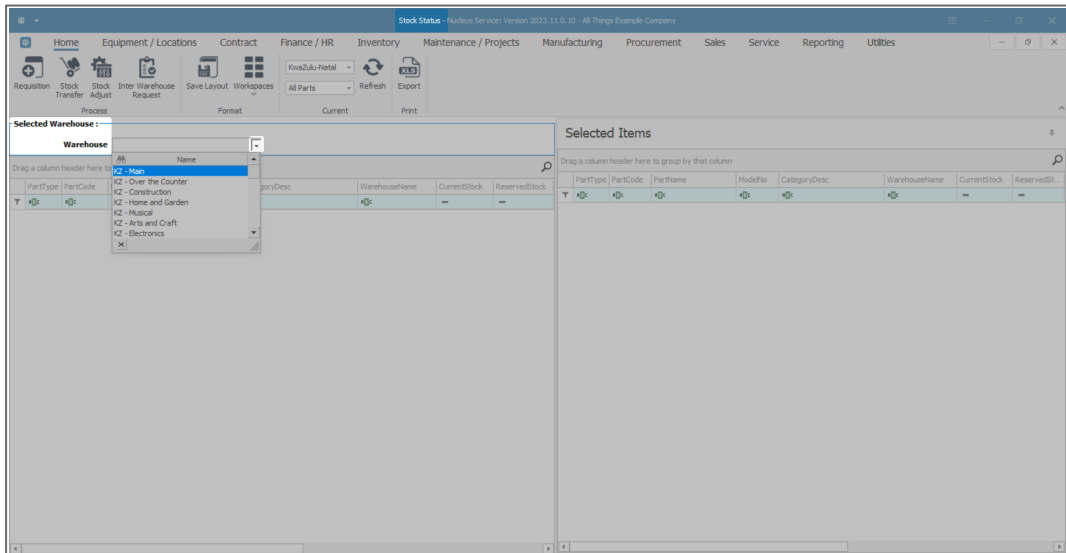 Stock Status - Nucleus Service: Version 2023.11.0.10 - All Things Example Company
Home Equipment / Locations Contract Finance / HR Inventory Maintenance / Projects Manufacturing Procurement Sales Service Reporting Utilities
Requisition
Stock Transfer
Stock Adjust
Inter Warehouse Request
Save Layout
Workspaces
KwaZulu-Natal
All Parts
Refresh
XLS
Export
Process Format Current Print
Selected Warehouse :
Warehouse
Name
KZ - Main
KZ - Over the Counter
KZ - Construction
KZ - Home and Garden
KZ - Musical
KZ - Arts and Craft
KZ - Electronics
Drag a column header here to
PartType PartCode goryDesc WarehouseName CurrentStock ReservedStock
Selected Items
Drag a column header here to group by that column
PartType PartCode PartName ModelNo CategoryDesc WarehouseName CurrentStock ReservedSt...